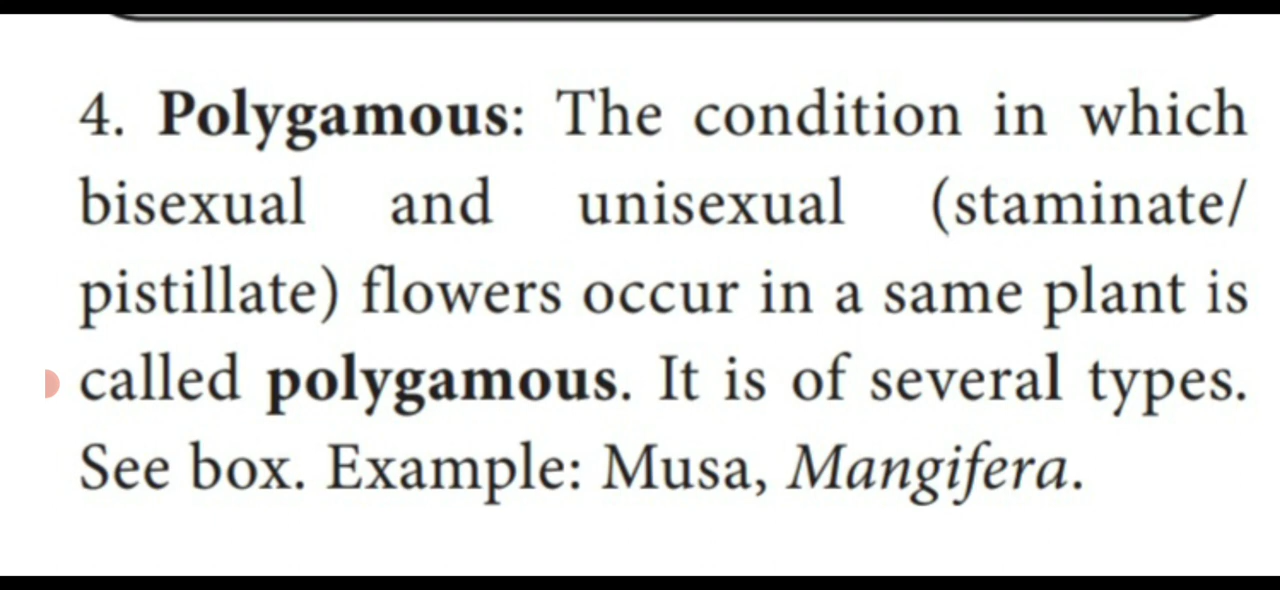 4. Polygamous: The condition in which
bisexual and unisexual (staminate/
pistillate) flowers occur in a same plant is
called polygamous. It is of several types.
See box. Example: Musa, Mangifera.